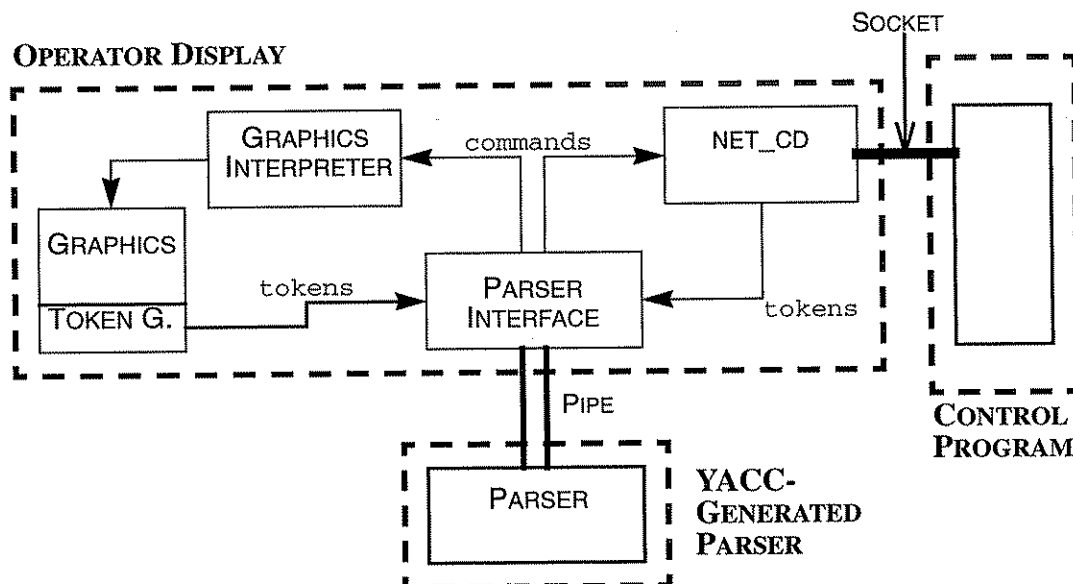 SOCKET
OPERATOR DISPLAY
GRAPHICS
INTERPRETER
commands
NET_CD
GRAPHICS
TOKEN G.
tokens
PARSER
INTERFACE
tokens
PIPE
CONTROL
PROGRAM
PARSER
YACC-
GENERATED
PARSER